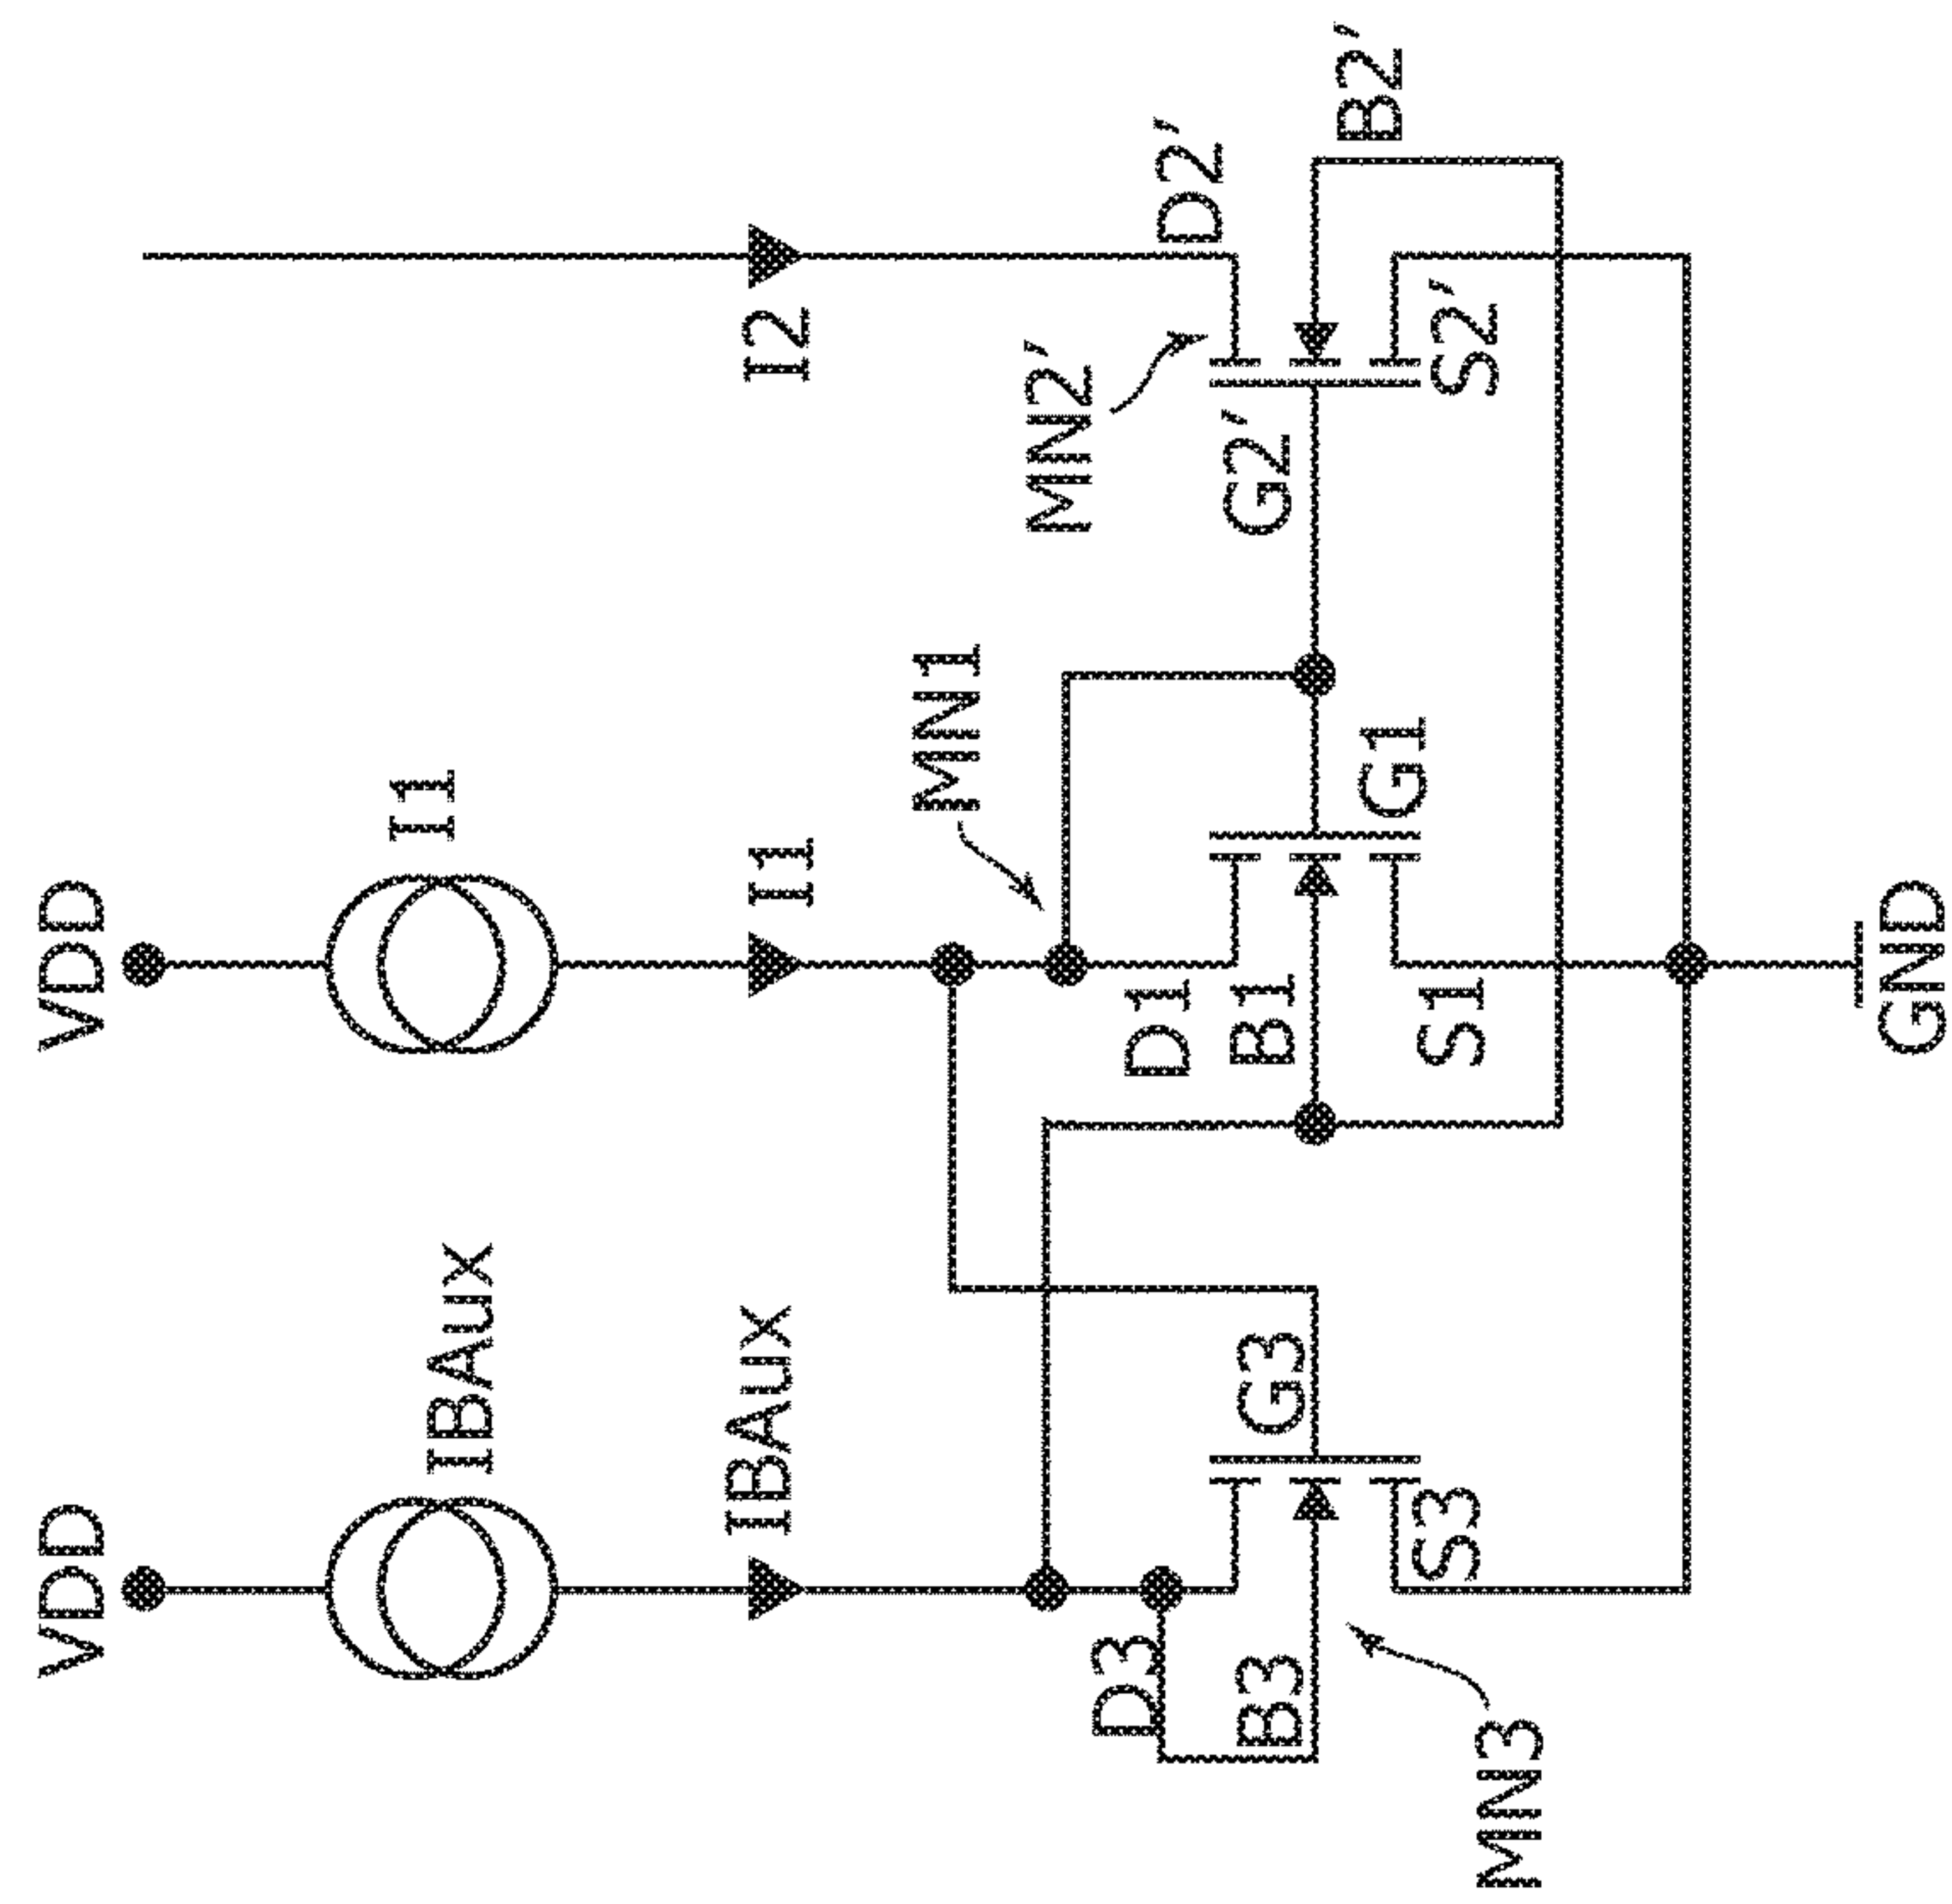 VDD
VDD
IBAux
I1
IBAux
I1
I2
MN1
MN2'
D3
D1
D2'
B3
G3
B1
G2'
G1
B2'
S3
S1
S2'
MN3
GND